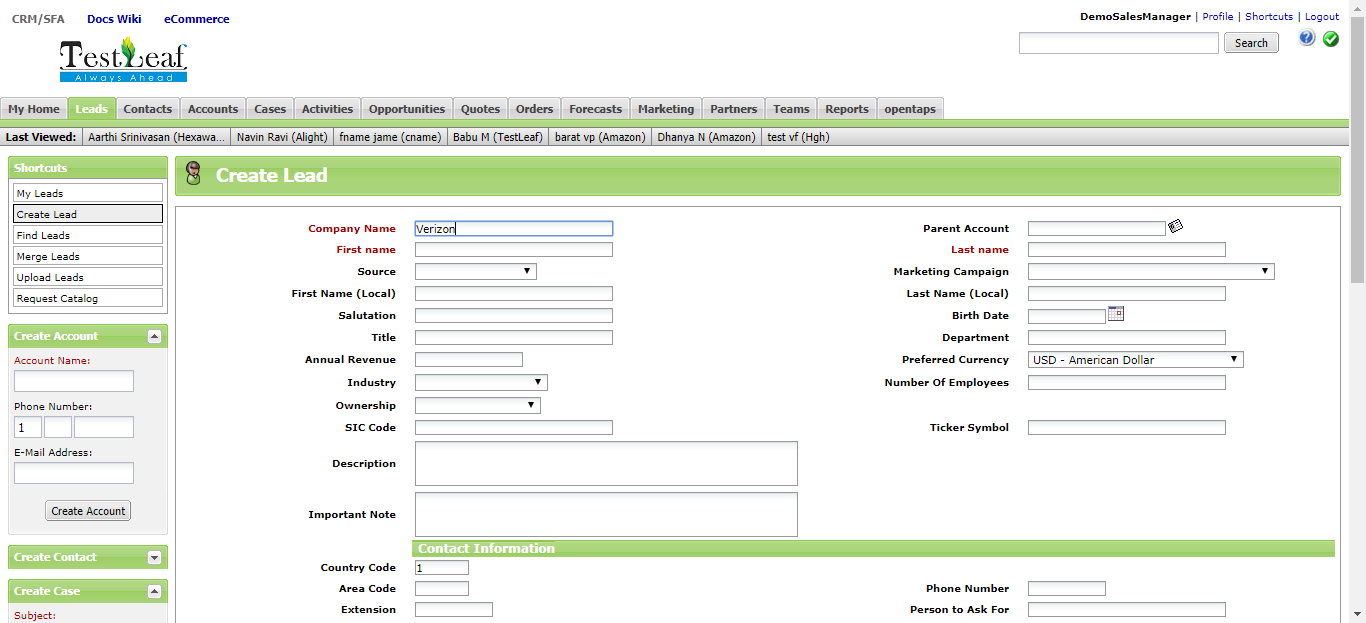 CRM/SFA Docs Wiki eCommerce
DemoSalesManager | Profile | Shortcuts | Logout
TestLeaf
Always Ahead
Search
My Home Leads Contacts Accounts Cases Activities Opportunities Quotes Orders Forecasts Marketing Partners Teams Reports opentaps
Last Viewed: Aarthi Srinivasan (Hexawa... Navin Ravi (Alight) fname jame (cname) Babu M (TestLeaf) barat vp (Amazon) Dhanya N (Amazon) test vf (Hgh)
Shortcuts
My Leads
Create Lead
Find Leads
Merge Leads
Upload Leads
Request Catalog
Create Account
Account Name:
Phone Number:
1
E-Mail Address:
Create Account
Create Contact
Create Case
Subject:
Create Lead
Company Name Verizon Parent Account
First name Last name
Source Marketing Campaign
First Name (Local) Last Name (Local)
Salutation Birth Date
Title Department
Annual Revenue Preferred Currency USD - American Dollar
Industry Number Of Employees
Ownership
SIC Code Ticker Symbol
Description
Important Note
Contact Information
Country Code 1
Area Code Phone Number
Extension Person to Ask For